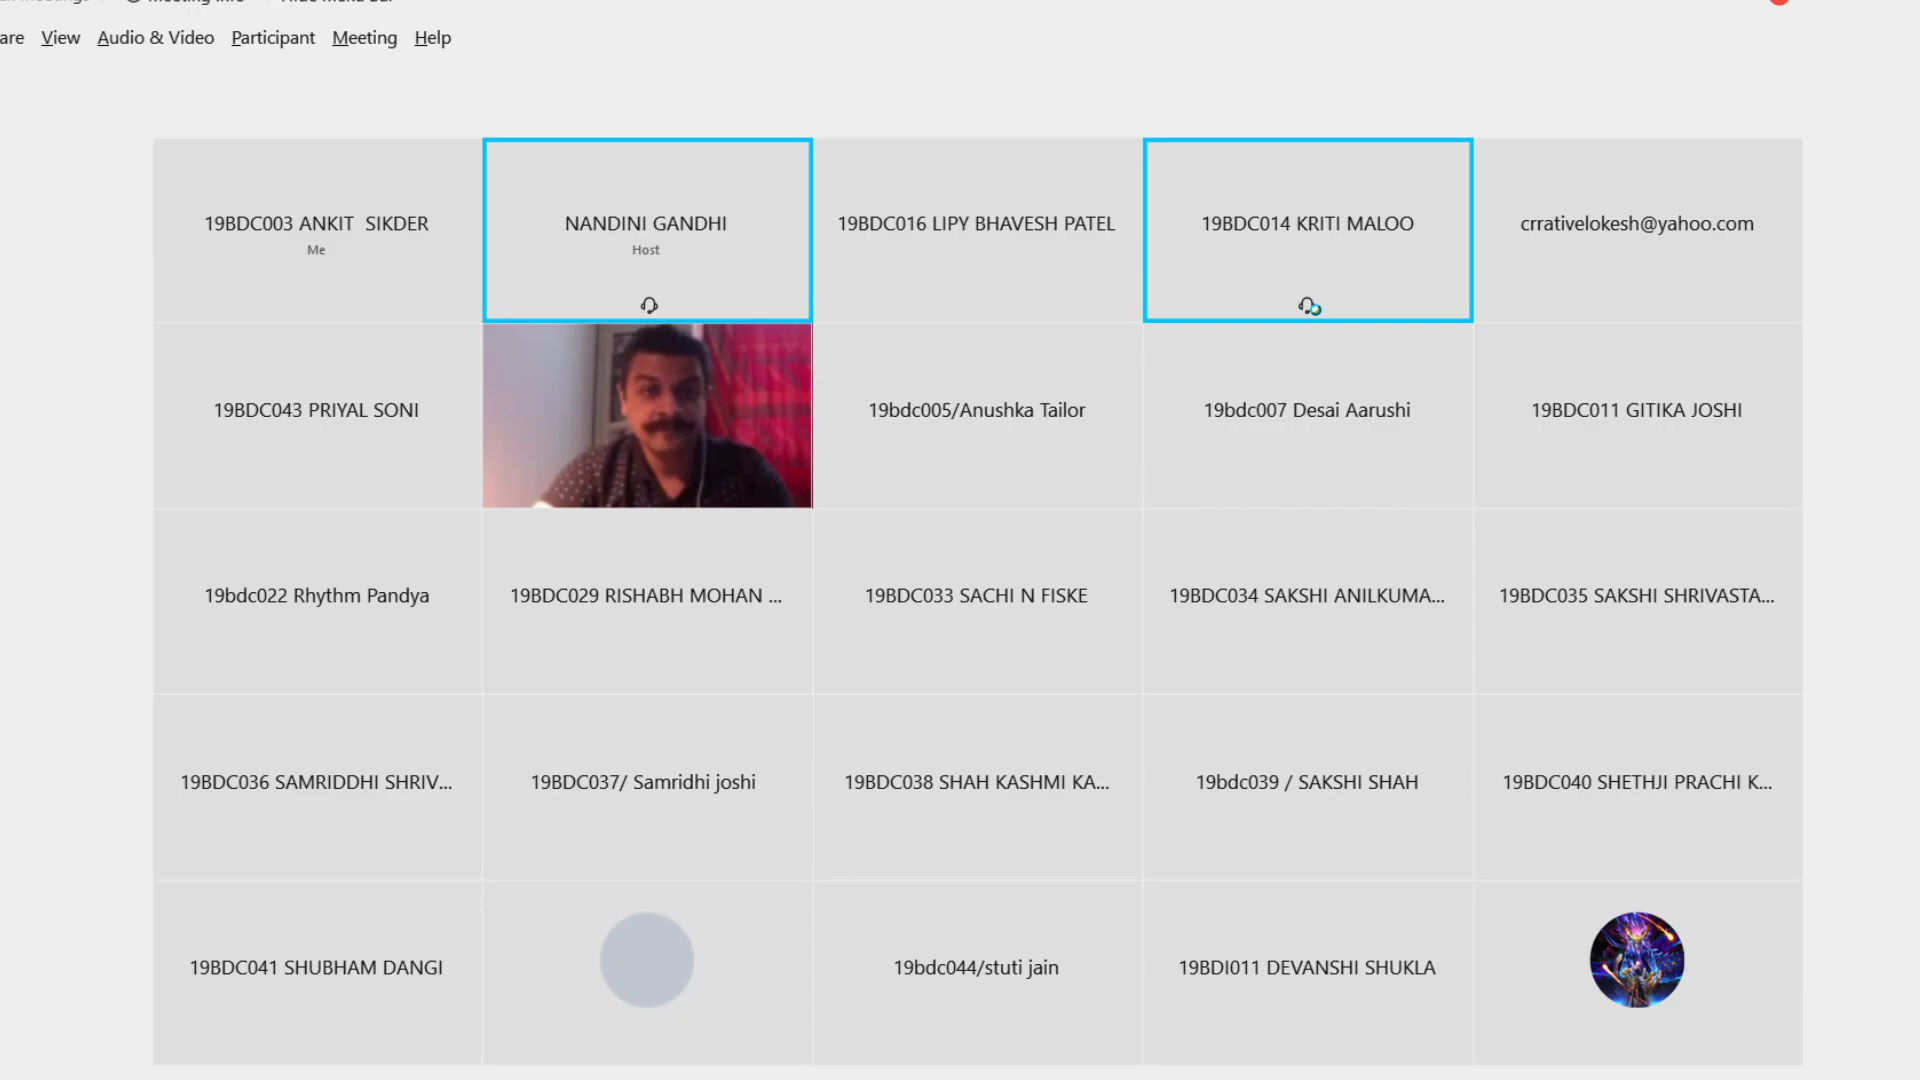 are View Audio & Video Participant Meeting Help
19BDC003 ANKIT SIKDER
Me
NANDINI GANDHI
Host
19BDC016 LIPY BHAVESH PATEL
19BDC014 KRITI MALOO
crrativelokesh@yahoo.com
19BDC043 PRIYAL SONI
19bdc005/Anushka Tailor
19bdc007 Desai Aarushi
19BDC011 GITIKA JOSHI
19bdc022 Rhythm Pandya
19BDC029 RISHABH MOHAN ...
19BDC033 SACHI N FISKE
19BDC034 SAKSHI ANILKUMA...
19BDC035 SAKSHI SHRIVASTA...
19BDC036 SAMRIDDHI SHRIV...
19BDC037/ Samridhi joshi
19BDC038 SHAH KASHMI KA...
19bdc039 / SAKSHI SHAH
19BDC040 SHETHJI PRACHI K...
19BDC041 SHUBHAM DANGI
19bdc044/stuti jain
19BDI011 DEVANSHI SHUKLA